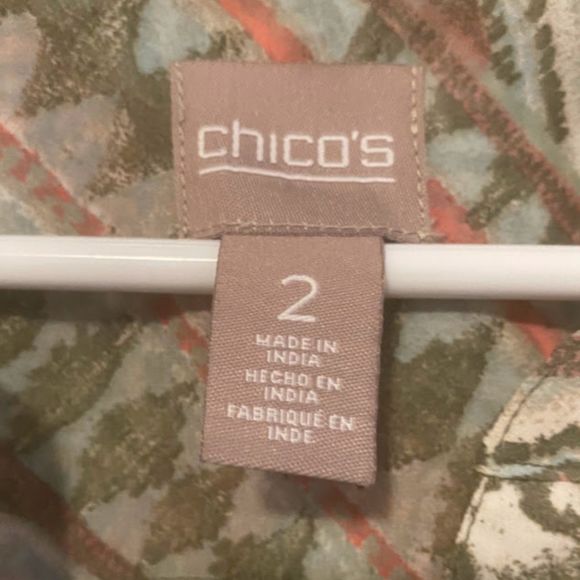 chico's
2
MADE IN
INDIA
HECHO EN
INDIA
FABRIQUÉ EN
INDE